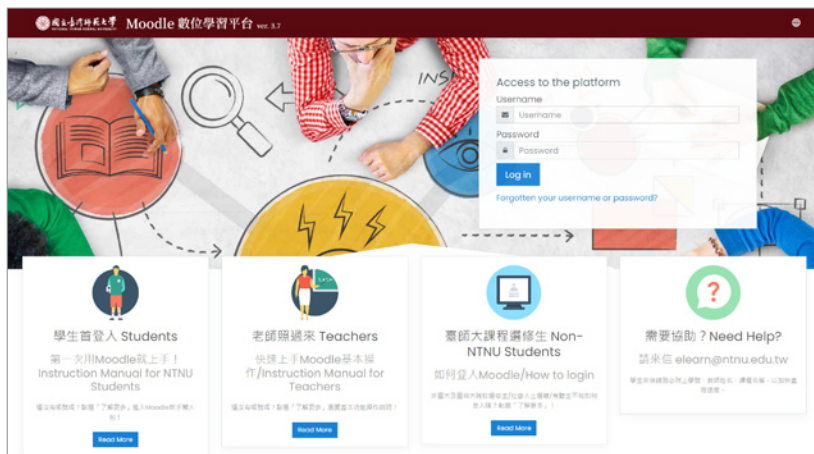 國立臺灣師範大學 Moodle 數位學習平台 ver. 3.7
INS
Access to the platform
Username
Username
Password
Password
Log in
Forgotten your username or password?
學生首登入 Students
第一次用Moodle就上手！
Instruction Manual for NTNU
Students
Read More
老師照過來 Teachers
快速上手Moodle基本操
作/Instruction Manual for
Teachers
Read More
臺師大課程選修生 Non-
NTNU Students
如何登入Moodle/How to login
Read More
需要協助？Need Help?
請來信 elearn@ntnu.edu.tw